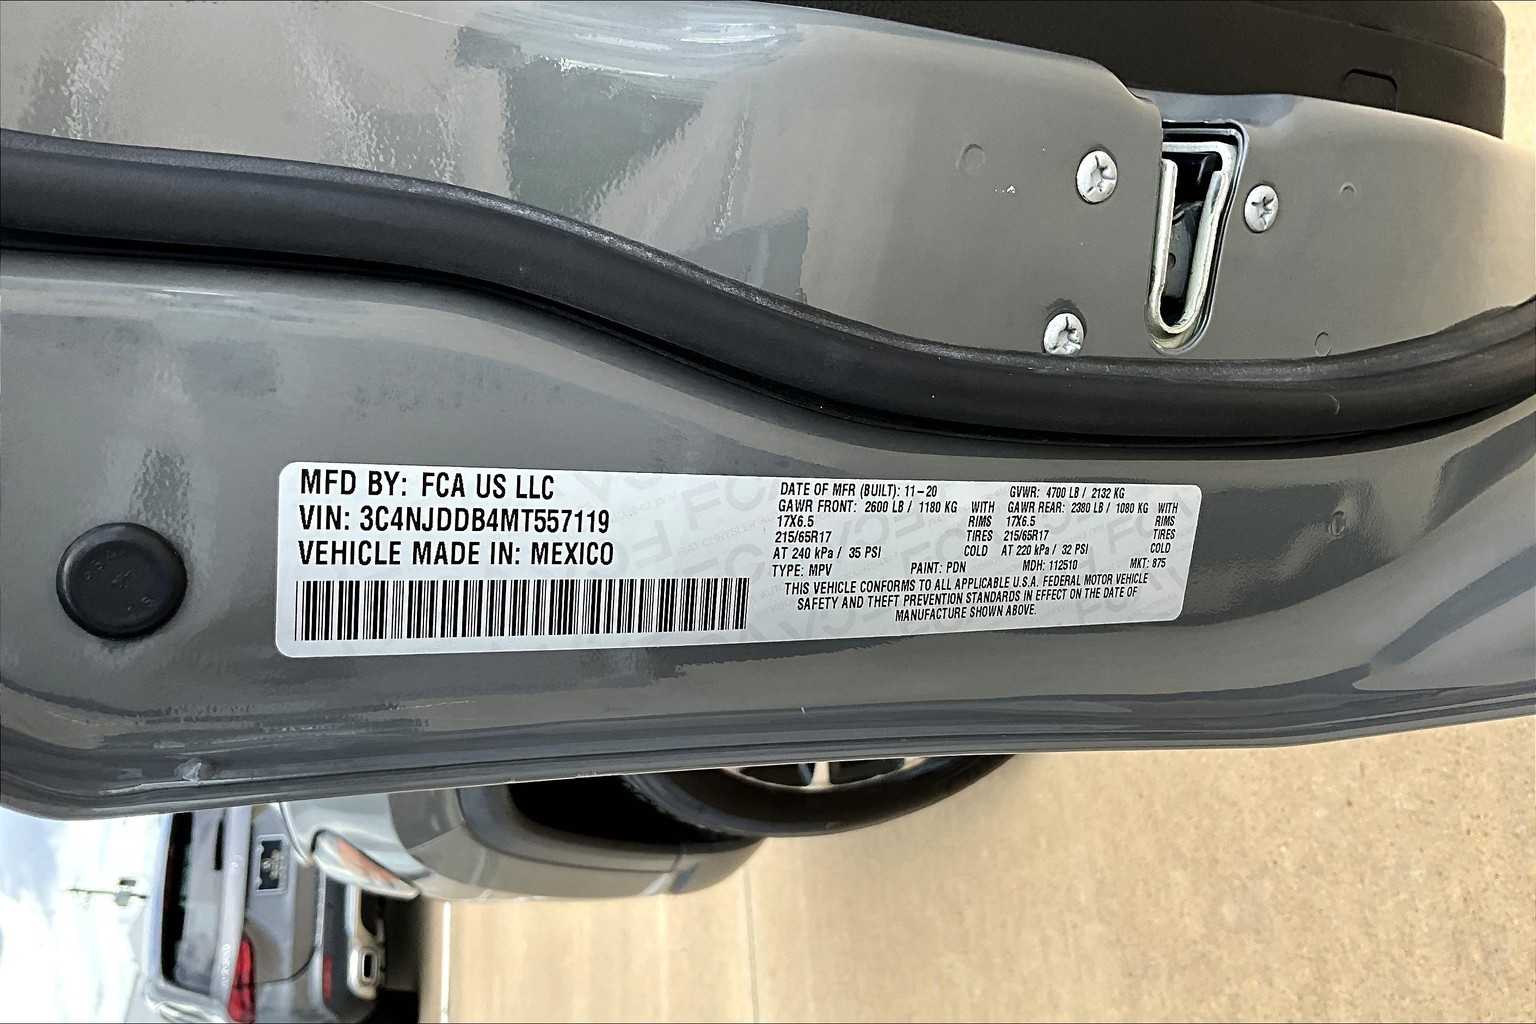 MFD BY: FCA US LLC
VIN: 3C4NJDDB4MT557119
VEHICLE MADE IN: MEXICO
DATE OF MFR (BUILT): 11-20 GVWR: 4700 LB / 2132 KG
GAWR FRONT: 2600 LB / 1180 KG WITH GAWR REAR: 2380 LB / 1080 KG WITH
17X6.5 RIMS 17X6.5 RIMS
215/65R17 TIRES 215/65R17 TIRES
AT 240 kPa / 35 PSI COLD AT 220 kPa / 32 PSI COLD
TYPE: MPV PAINT: PDN MDH: 112510 MKT: 875
THIS VEHICLE CONFORMS TO ALL APPLICABLE U.S.A. FEDERAL MOTOR VEHICLE
SAFETY AND THEFT PREVENTION STANDARDS IN EFFECT ON THE DATE OF
MANUFACTURE SHOWN ABOVE.